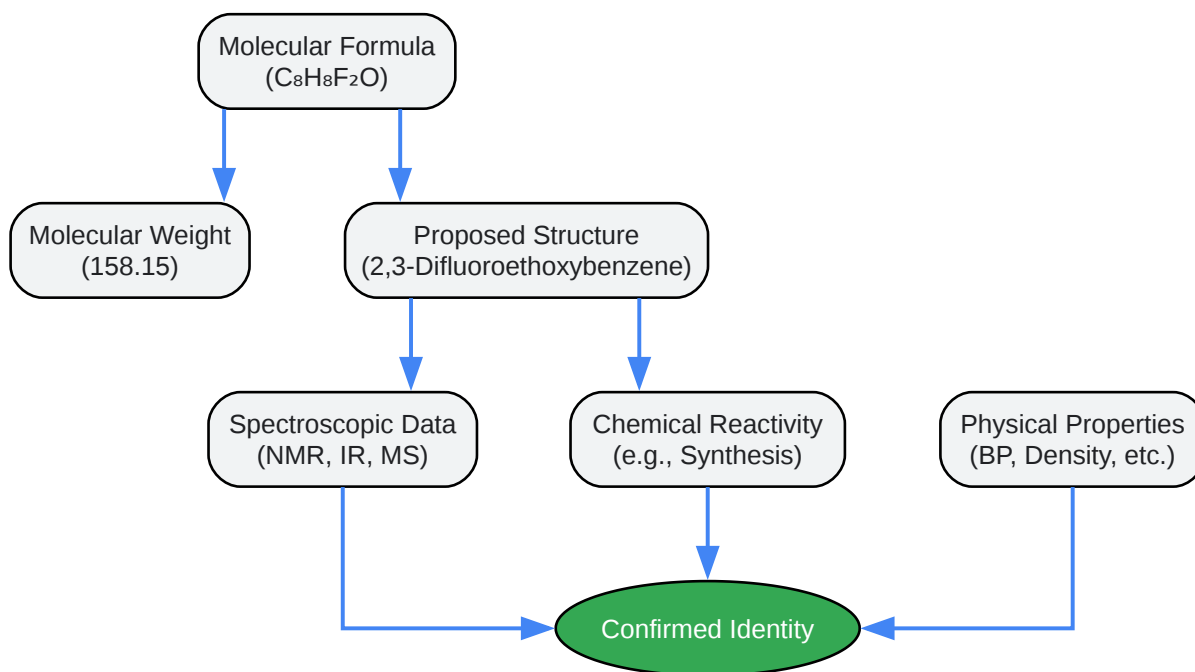 Molecular Formula
(C₈H₈F₂O)
Molecular Weight
(158.15)
Proposed Structure
(2,3-Difluoroethoxybenzene)
Spectroscopic Data
(NMR, IR, MS)
Chemical Reactivity
(e.g., Synthesis)
Physical Properties
(BP, Density, etc.)
Confirmed Identity